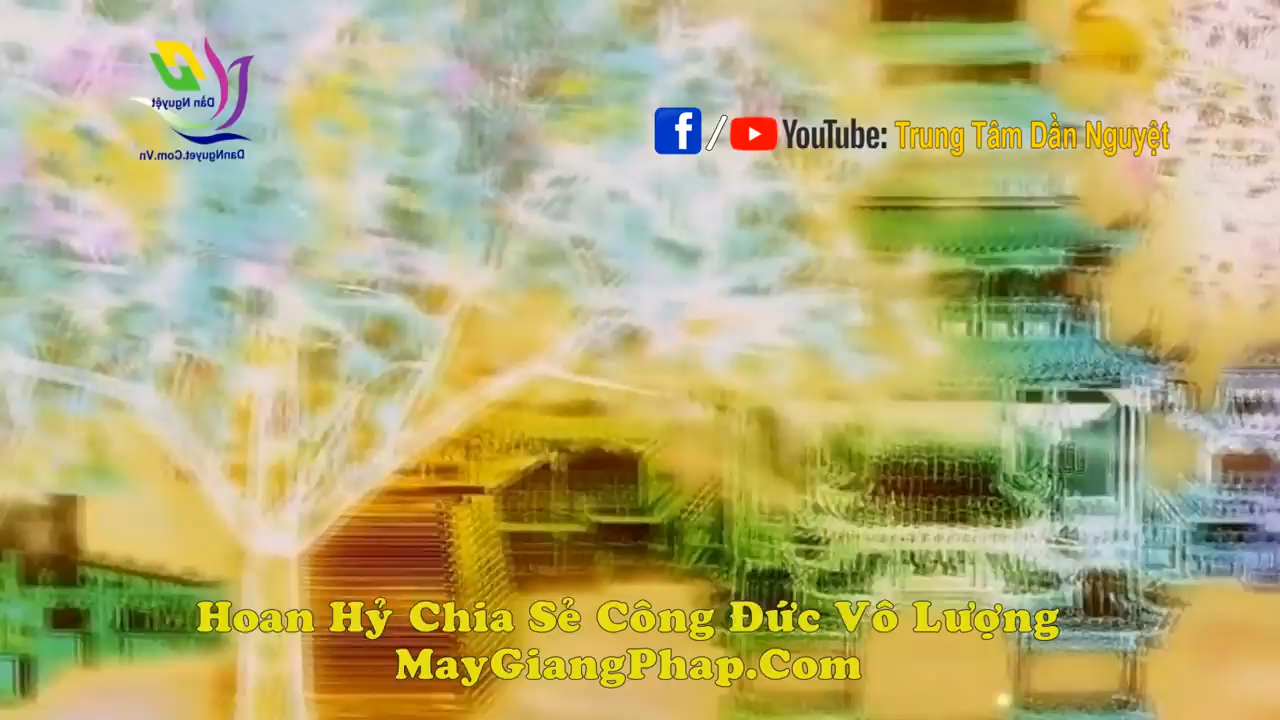 Dần Nguyệt
DanNguyet.Com.Vn
f / YouTube: Trung Tâm Dần Nguyệt
Hoan Hỷ Chia Sẻ Công Đức Vô Lượng
MayGiangPhap.Com